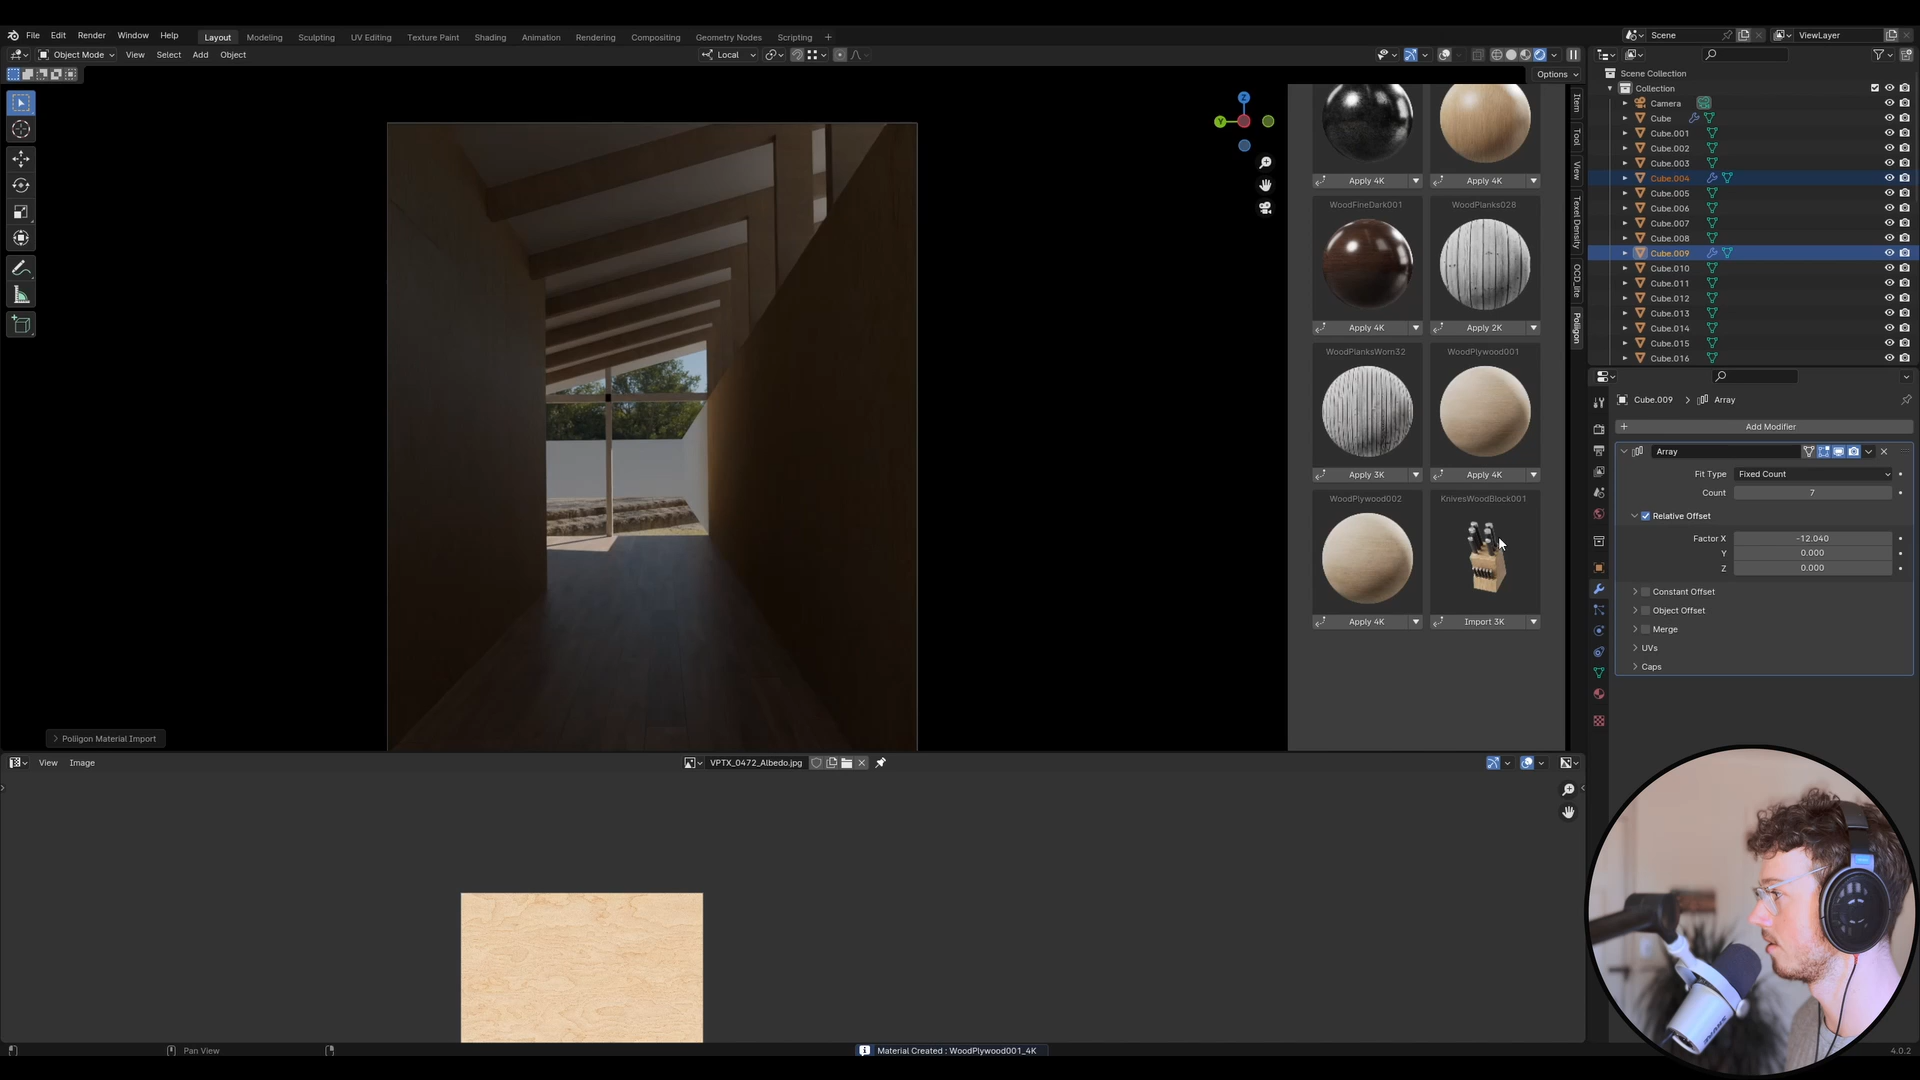 File Edit Render Window Help
Layout Modeling Sculpting UV Editing Texture Paint Shading Animation Rendering Compositing Geometry Nodes Scripting +
Scene
ViewLayer
Object Mode View Select Add Object
Local
Options
Item
Tool
View
Texel Density
OCD_lite
Poliigon
Apply 4K
Apply 4K
WoodFineDark001
WoodPlanks028
Apply 4K
Apply 2K
WoodPlanksWorn32
WoodPlywood001
Apply 3K
Apply 4K
WoodPlywood002
KnivesWoodBlock001
Apply 4K
Import 3K
Z
Y
Scene Collection
Collection
Camera
Cube
Cube.001
Cube.002
Cube.003
Cube.004
Cube.005
Cube.006
Cube.007
Cube.008
Cube.009
Cube.010
Cube.011
Cube.012
Cube.013
Cube.014
Cube.015
Cube.016
Cube.009 > Array
+ Add Modifier
Array
Fit Type Fixed Count
Count 7
Relative Offset
Factor X -12.040
Y 0.000
Z 0.000
Constant Offset
Object Offset
Merge
UVs
Caps
> Poliigon Material Import
View Image
VPTX_0472_Albedo.jpg
Pan View
Material Created : WoodPlywood001_4K
4.0.2